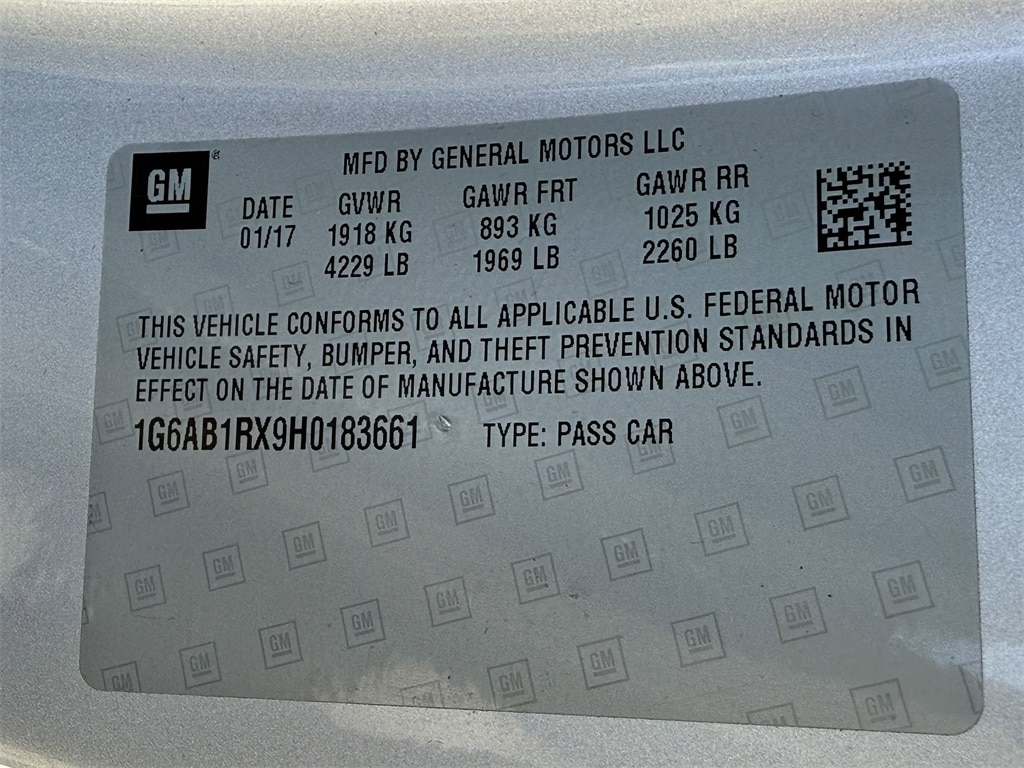 GM ®
MFD BY GENERAL MOTORS LLC
DATE GVWR GAWR FRT GAWR RR
01/17 1918 KG 893 KG 1025 KG
4229 LB 1969 LB 2260 LB
THIS VEHICLE CONFORMS TO ALL APPLICABLE U.S. FEDERAL MOTOR
VEHICLE SAFETY, BUMPER, AND THEFT PREVENTION STANDARDS IN
EFFECT ON THE DATE OF MANUFACTURE SHOWN ABOVE.
1G6AB1RX9H0183661 TYPE: PASS CAR